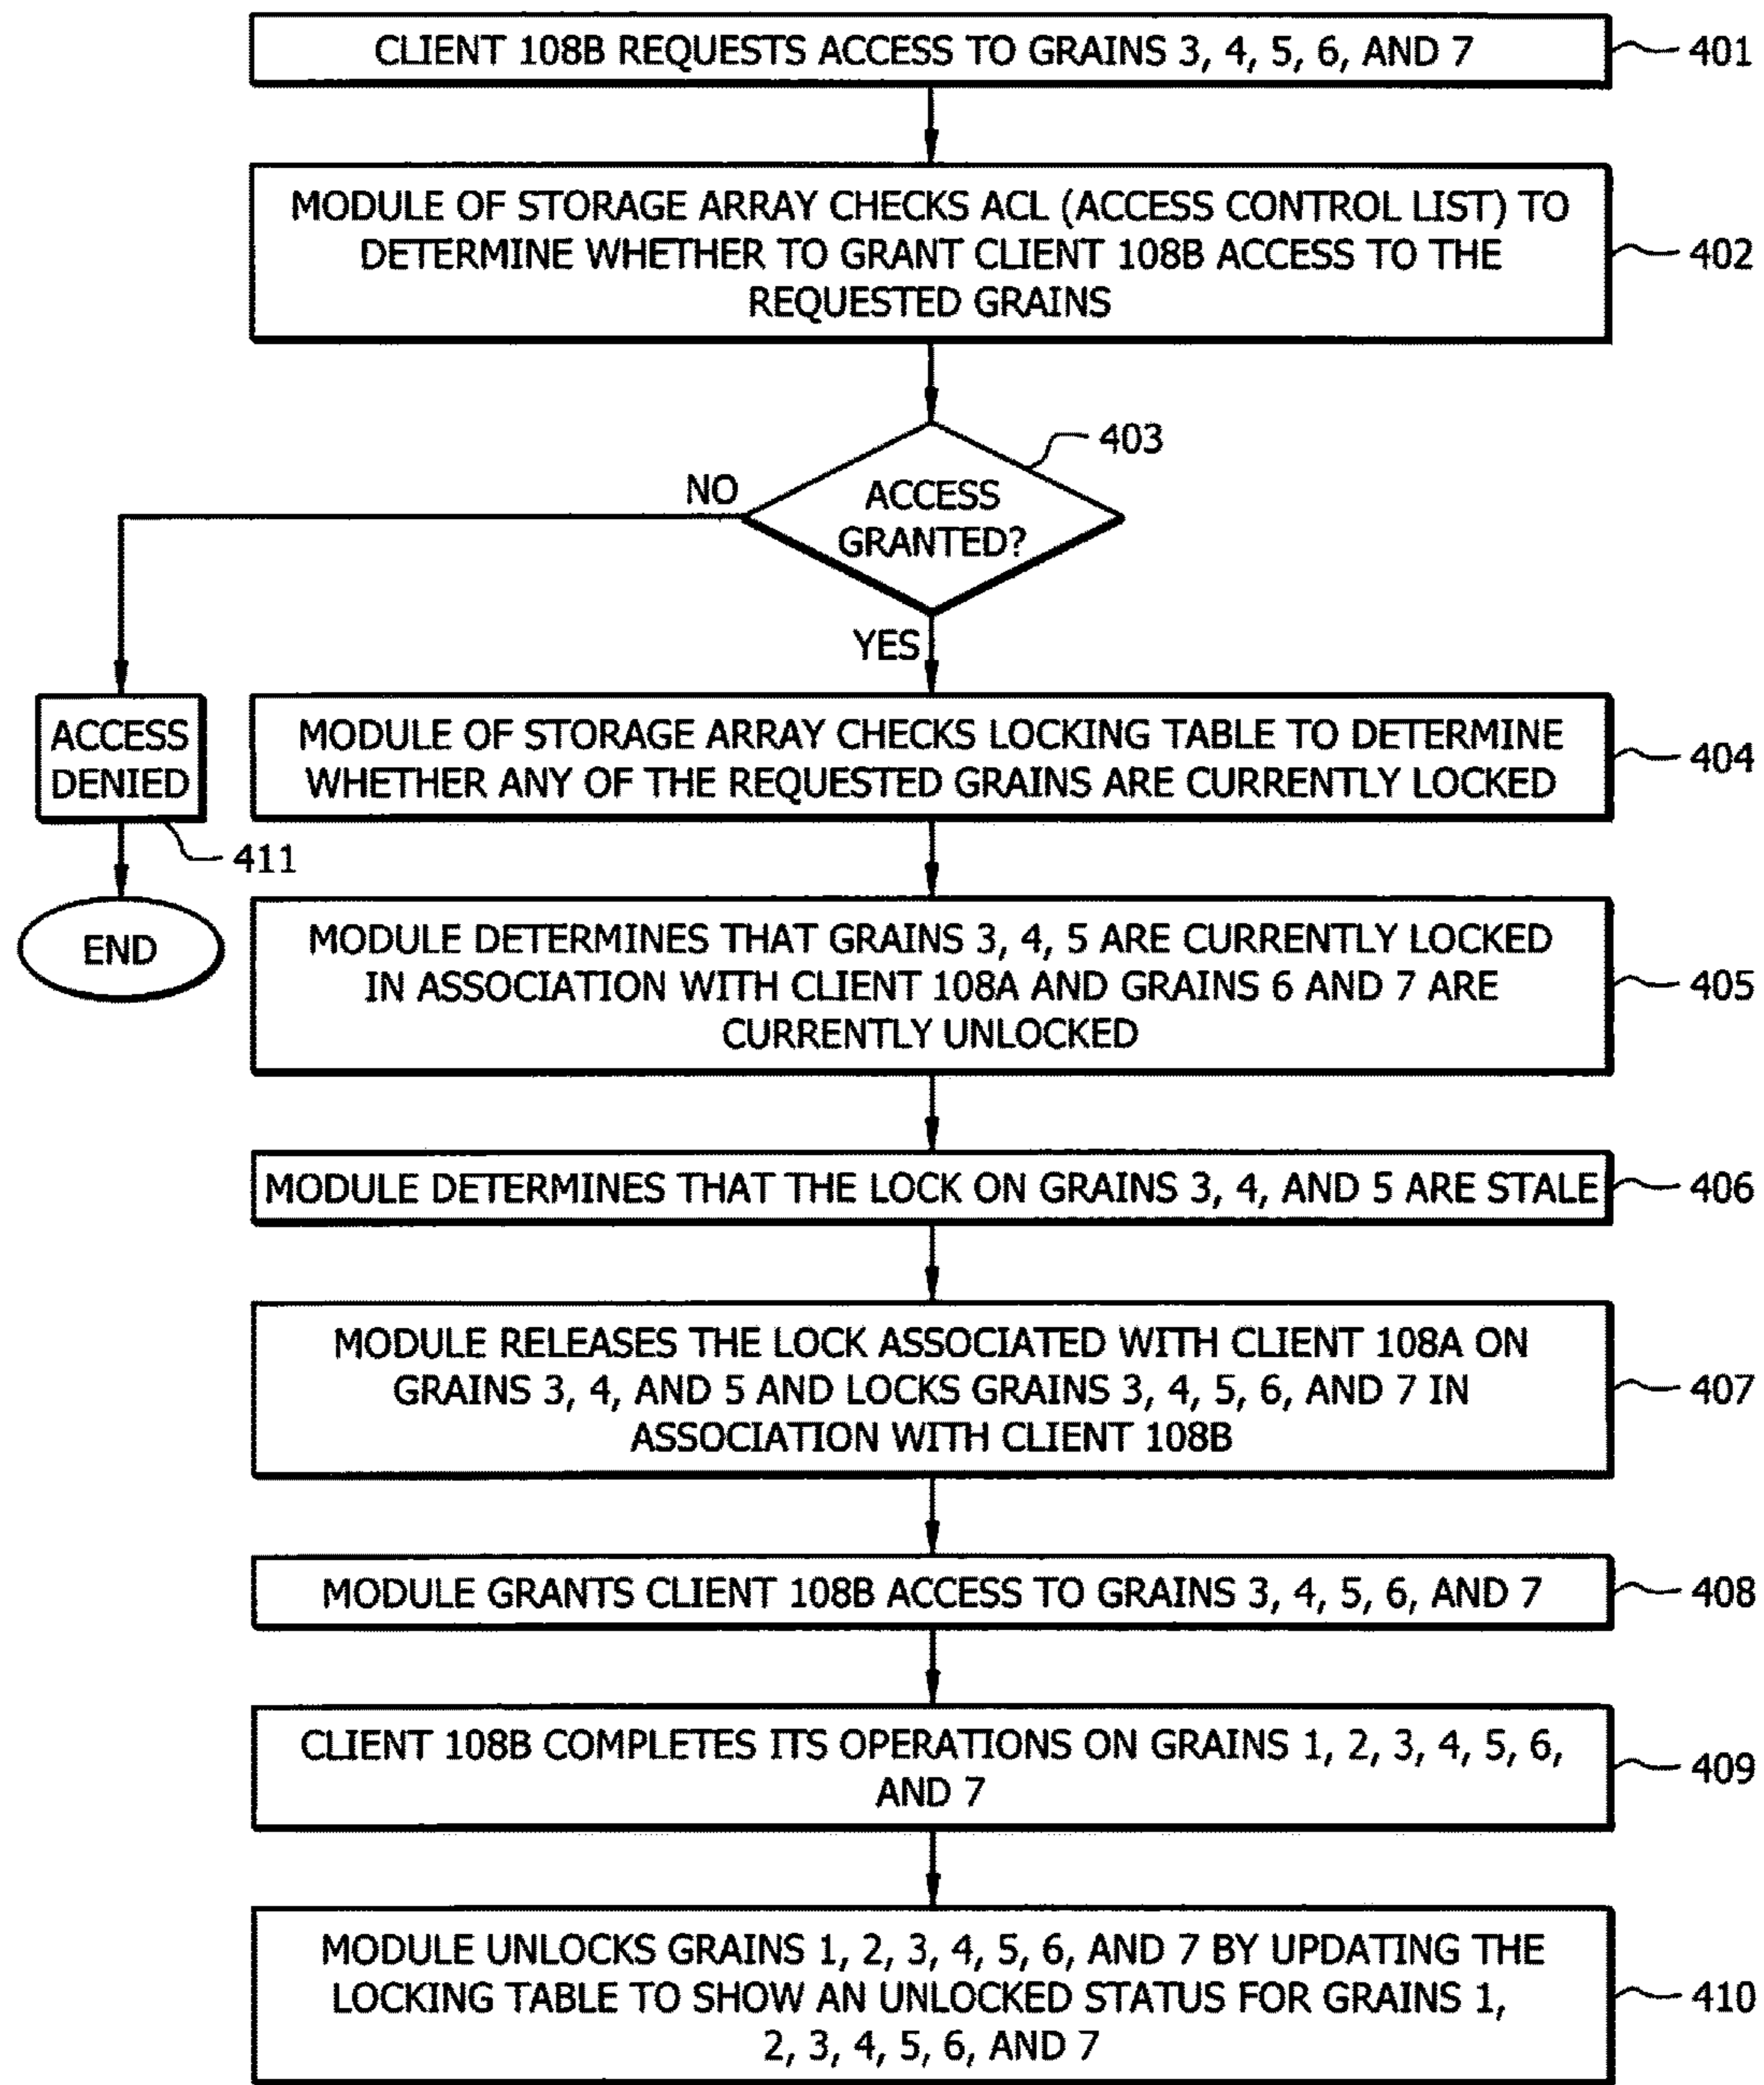 CLIENT 108B REQUESTS ACCESS TO GRAINS 3, 4, 5, 6, AND 7
401
MODULE OF STORAGE ARRAY CHECKS ACL (ACCESS CONTROL LIST) TO
DETERMINE WHETHER TO GRANT CLIENT 108B ACCESS TO THE
REQUESTED GRAINS
402
403
NO
ACCESS
GRANTED?
YES
ACCESS
DENIED
411
END
MODULE OF STORAGE ARRAY CHECKS LOCKING TABLE TO DETERMINE
WHETHER ANY OF THE REQUESTED GRAINS ARE CURRENTLY LOCKED
404
MODULE DETERMINES THAT GRAINS 3, 4, 5 ARE CURRENTLY LOCKED
IN ASSOCIATION WITH CLIENT 108A AND GRAINS 6 AND 7 ARE
CURRENTLY UNLOCKED
405
MODULE DETERMINES THAT THE LOCK ON GRAINS 3, 4, AND 5 ARE STALE
406
MODULE RELEASES THE LOCK ASSOCIATED WITH CLIENT 108A ON
GRAINS 3, 4, AND 5 AND LOCKS GRAINS 3, 4, 5, 6, AND 7 IN
ASSOCIATION WITH CLIENT 108B
407
MODULE GRANTS CLIENT 108B ACCESS TO GRAINS 3, 4, 5, 6, AND 7
408
CLIENT 108B COMPLETES ITS OPERATIONS ON GRAINS 1, 2, 3, 4, 5, 6,
AND 7
409
MODULE UNLOCKS GRAINS 1, 2, 3, 4, 5, 6, AND 7 BY UPDATING THE
LOCKING TABLE TO SHOW AN UNLOCKED STATUS FOR GRAINS 1,
2, 3, 4, 5, 6, AND 7
410